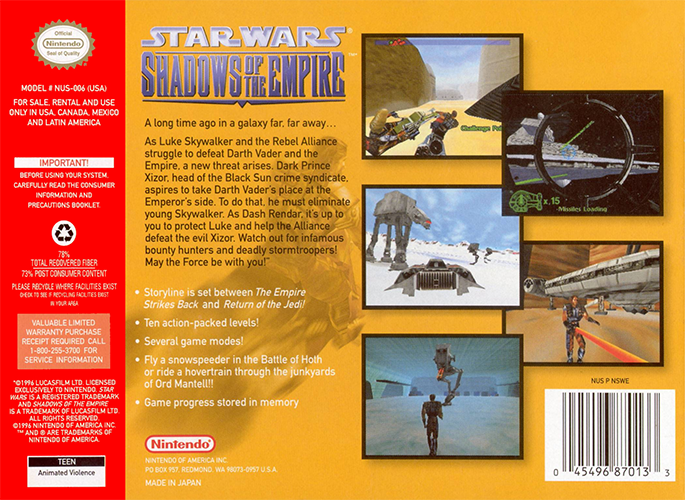 Official
Nintendo
Seal of Quality
MODEL # NUS-006 (USA)
FOR SALE, RENTAL AND USE
ONLY IN USA, CANADA, MEXICO
AND LATIN AMERICA
IMPORTANT!
BEFORE USING YOUR SYSTEM,
CAREFULLY READ THE CONSUMER
INFORMATION AND
PRECAUTIONS BOOKLET.
78%
TOTAL RECOVERED FIBER
73% POST CONSUMER CONTENT
PLEASE RECYCLE WHERE FACILITIES EXIST
CHECK TO SEE IF RECYCLING FACILITIES EXIST
IN YOUR AREA
VALUABLE LIMITED
WARRANTY PURCHASE
RECEIPT REQUIRED CALL
1-800-255-3700 FOR
SERVICE INFORMATION
©1996 LUCASFILM LTD. LICENSED
EXCLUSIVELY TO NINTENDO. STAR
WARS IS A REGISTERED TRADEMARK
AND SHADOWS OF THE EMPIRE
IS A TRADEMARK OF LUCASFILM LTD.
ALL RIGHTS RESERVED.
©1996 NINTENDO OF AMERICA INC.
™ AND ® ARE TRADEMARKS OF
NINTENDO OF AMERICA INC.
TEEN
Animated Violence
STAR WARS®
SHADOWS OF THE EMPIRE™
A long time ago in a galaxy far, far away...
As Luke Skywalker and the Rebel Alliance
struggle to defeat Darth Vader and the
Empire, a new threat arises. Dark Prince
Xizor, head of the Black Sun crime syndicate,
aspires to take Darth Vader's place at the
Emperor's side. To do that, he must eliminate
young Skywalker. As Dash Rendar, it's up to
you to protect Luke and help the Alliance
defeat the evil Xizor. Watch out for infamous
bounty hunters and deadly stormtroopers!
May the Force be with you!"
• Storyline is set between The Empire
Strikes Back and Return of the Jedi!
• Ten action-packed levels!
• Several game modes!
• Fly a snowspeeder in the Battle of Hoth
or ride a hovertrain through the junkyards
of Ord Mantell!!
• Game progress stored in memory
Nintendo
NINTENDO OF AMERICA INC.
PO BOX 957, REDMOND, WA 98073-0957 U.S.A.
MADE IN JAPAN
Challenge
x.15
Missiles Loading
NUS P NSWE
0 45496 87013 3